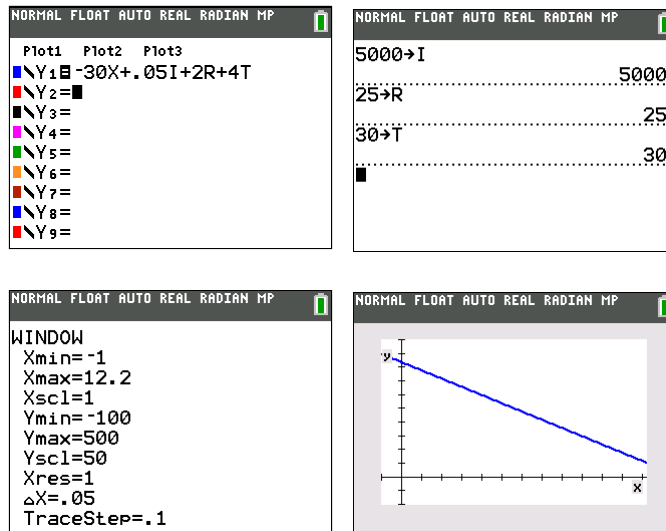 NORMAL FLOAT AUTO REAL RADIAN MP
Plot1 Plot2 Plot3
\Y₁=-30X+.05I+2R+4T
\Y₂=
\Y₃=
\Y₄=
\Y₅=
\Y₆=
\Y₇=
\Y₈=
\Y₉=
NORMAL FLOAT AUTO REAL RADIAN MP
5000→I
5000
25→R
25
30→T
30
NORMAL FLOAT AUTO REAL RADIAN MP
WINDOW
Xmin=-1
Xmax=12.2
Xscl=1
Ymin=-100
Ymax=500
Yscl=50
Xres=1
△X=.05
TraceStep=.1
NORMAL FLOAT AUTO REAL RADIAN MP
y
x